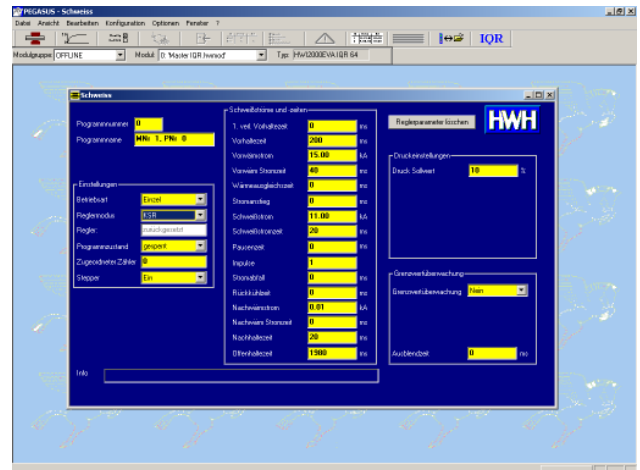 PEGASUS - Schweiss
Datei Ansicht Bearbeiten Konfiguration Optionen Fenster ?
IQR
Modulgruppe: OFFLINE Modul: 0: 'Master IQR.hwmod' Typ: HWI2000EVA.IQR 64
Schweiss
Programmnummer 0
Programmname MNr 1, PNr 0
Einstellungen
Betriebsart Einzel
Reglermodus KSR
Regler: zurückgesetzt
Programmzustand gesperrt
Zugeordneter Zähler 0
Stepper Ein
Schweißströme und -zeiten
1. verl. Vorhaltezeit 0 ms
Vorhaltezeit 200 ms
Vorwärmstrom 15.00 kA
Vorwärm Stromzeit 40 ms
Wärmeausgleichszeit 0 ms
Stromanstieg 0 ms
Schweißstrom 11.00 kA
Schweißstromzeit 20 ms
Pausenzeit 0 ms
Impulse 1
Stromabfall 0 ms
Rückkühlzeit 0 ms
Nachwärmstrom 0.01 kA
Nachwärm Stromzeit 0 ms
Nachhaltezeit 20 ms
Offenhaltezeit 1980 ms
Reglerparameter löschen
HWH
Druckeinstellungen
Druck Sollwert 10 %
Grenzwertüberwachung
Grenzwertüberwachung Nein
Ausblendzeit 0 ms
Info